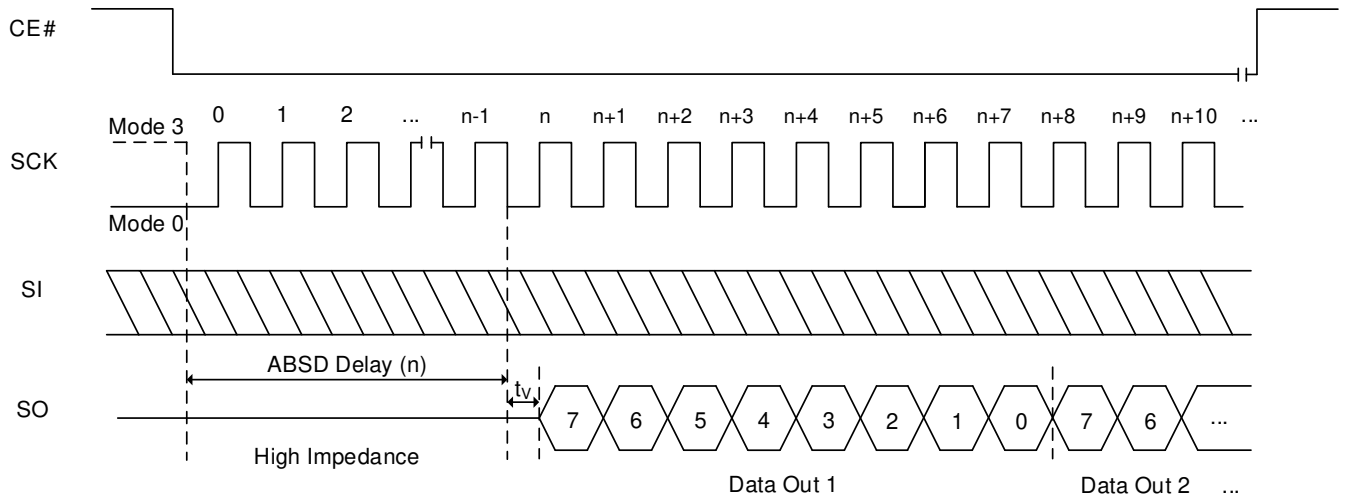 CE#
0 1 2 ... n-1 n n+1 n+2 n+3 n+4 n+5 n+6 n+7 n+8 n+9 n+10 ...
Mode 3
SCK
Mode 0
SI
ABSD Delay (n)
tV
SO
7 6 5 4 3 2 1 0 7 6 ...
High Impedance
Data Out 1 Data Out 2 ...